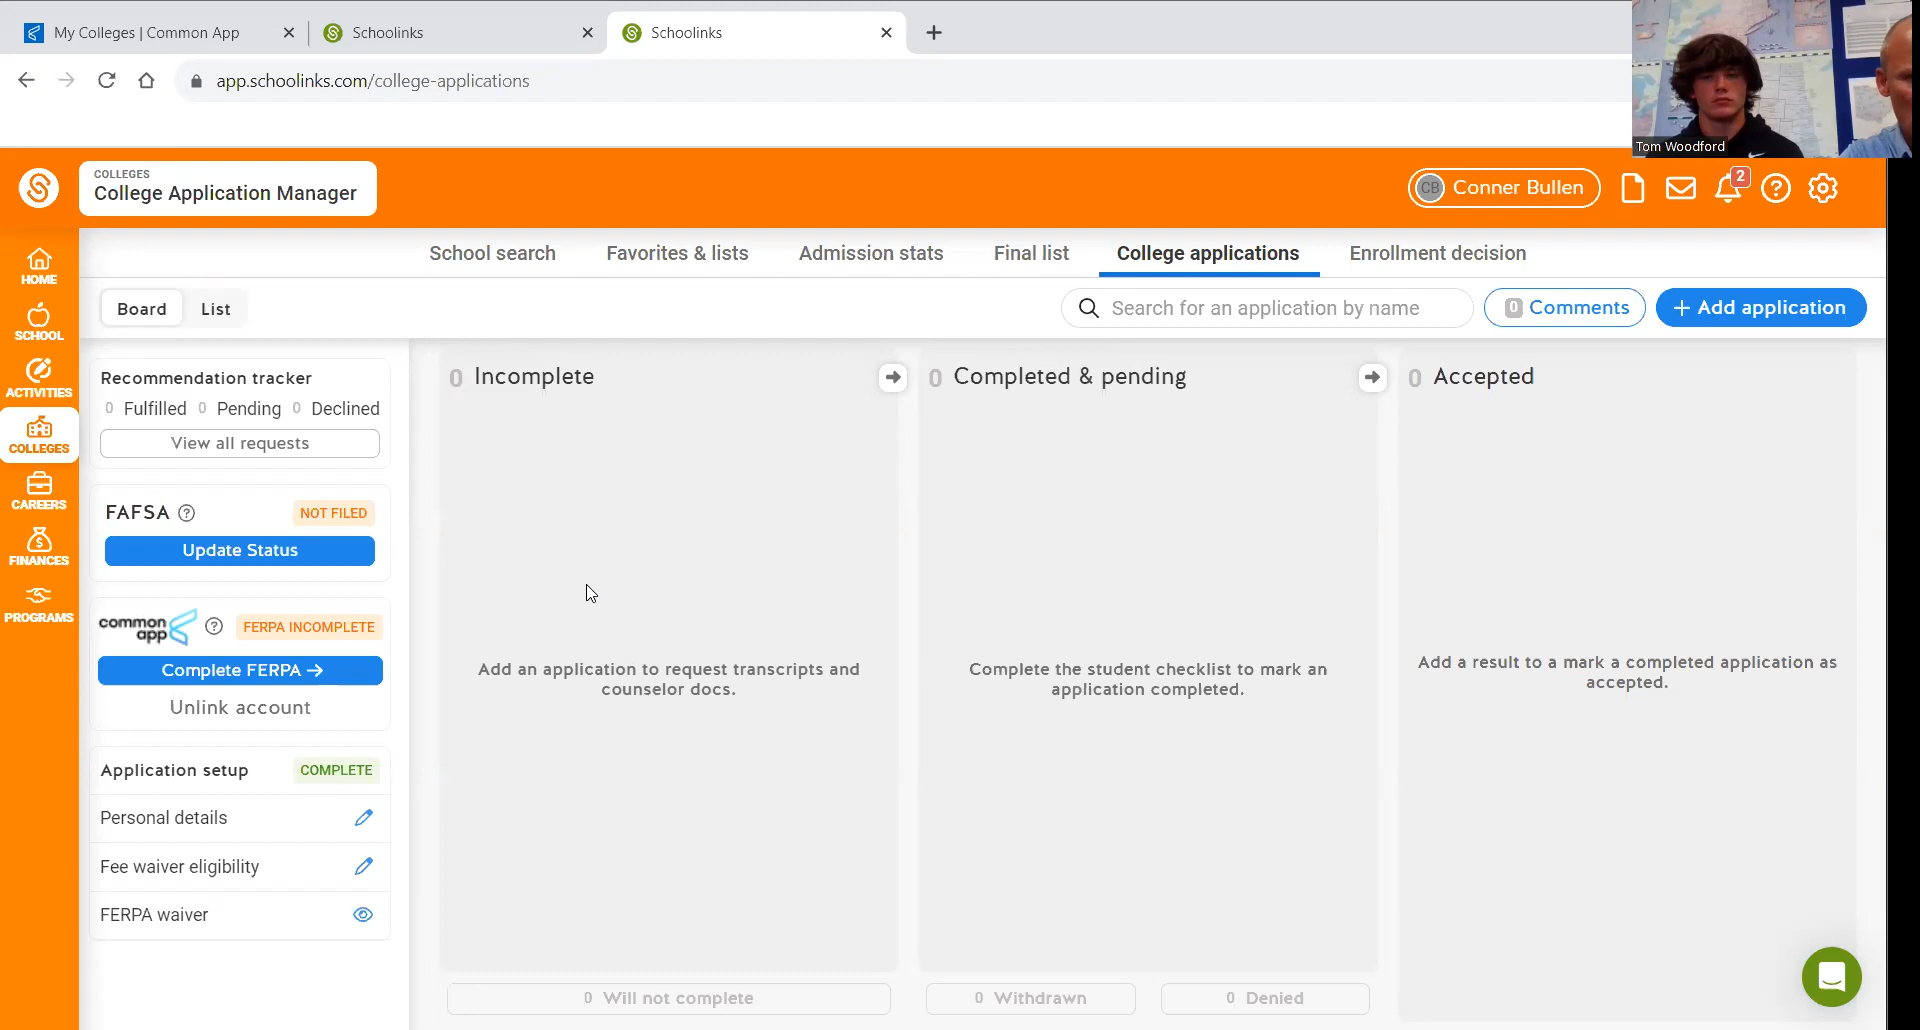 My Colleges | Common App
Schoolinks
Schoolinks
app.schoolinks.com/college-applications
Tom Woodford
COLLEGES
College Application Manager
CB Conner Bullen
2
School search
Favorites & lists
Admission stats
Final list
College applications
Enrollment decision
Board
List
Search for an application by name
0 Comments
+ Add application
HOME
SCHOOL
ACTIVITIES
COLLEGES
CAREERS
FINANCES
PROGRAMS
Recommendation tracker
0 Fulfilled 0 Pending 0 Declined
View all requests
FAFSA ? NOT FILED
Update Status
common app ? FERPA INCOMPLETE
Complete FERPA →
Unlink account
Application setup COMPLETE
Personal details
Fee waiver eligibility
FERPA waiver
0 Incomplete
Add an application to request transcripts and
counselor docs.
0 Will not complete
0 Completed & pending
Complete the student checklist to mark an
application completed.
0 Withdrawn
0 Denied
0 Accepted
Add a result to a mark a completed application as
accepted.